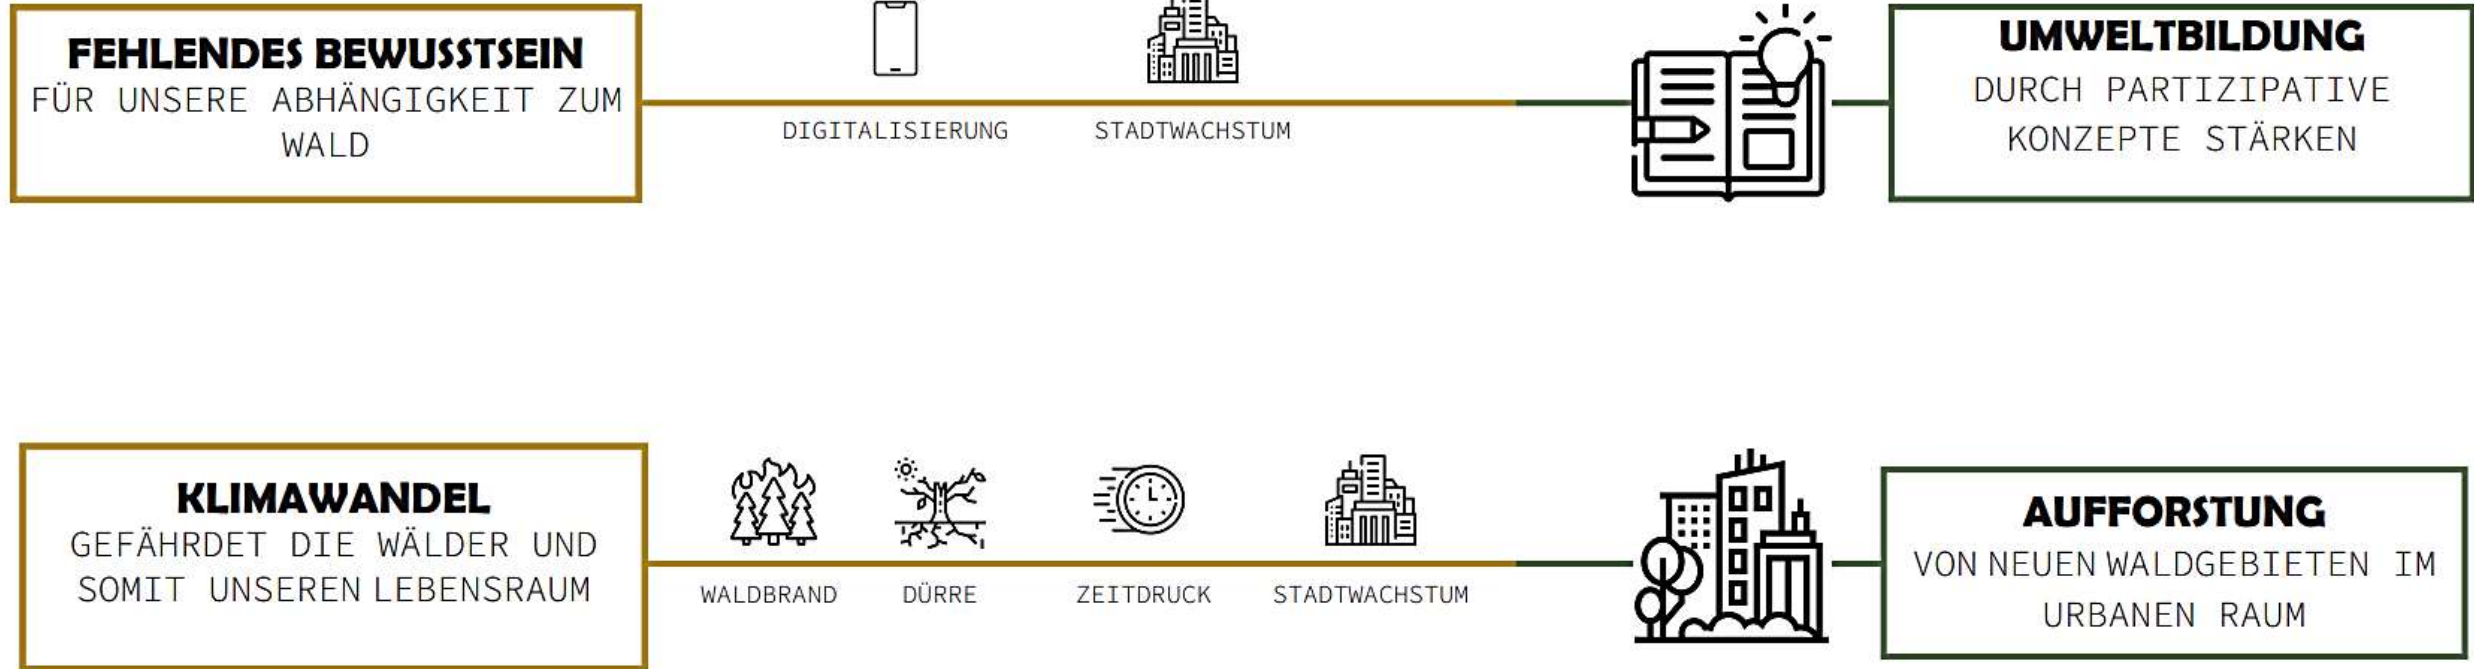 FEHLENDES BEWUSSTSEIN
FÜR UNSERE ABHÄNGIGKEIT ZUM
WALD
DIGITALISIERUNG
STADTWACHSTUM
UMWELTBILDUNG
DURCH PARTIZIPATIVE
KONZEPTE STÄRKEN
KLIMAWANDEL
GEFÄHRDET DIE WÄLDER UND
SOMIT UNSEREN LEBENSRAUM
WALDBRAND
DÜRRE
ZEITDRUCK
STADTWACHSTUM
AUFFORSTUNG
VON NEUEN WALDGEBIETEN IM
URBANEN RAUM